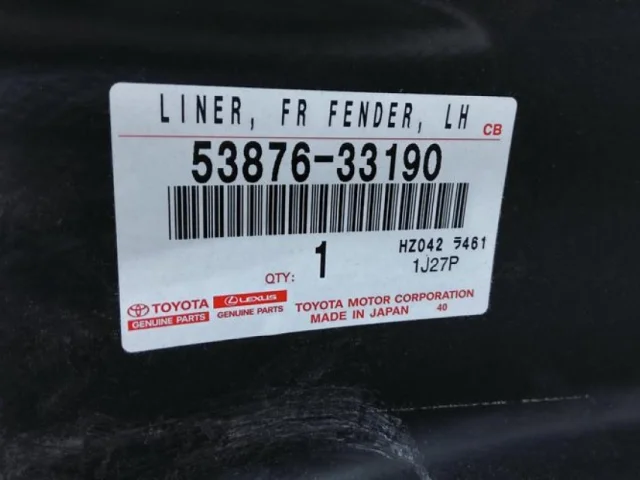 LINER, FR FENDER, LH
CB
53876-33190
QTY: 1
HZ042 ラ461
1J27P
TOYOTA
GENUINE PARTS
LEXUS
GENUINE PARTS
TOYOTA MOTOR CORPORATION
MADE IN JAPAN 40